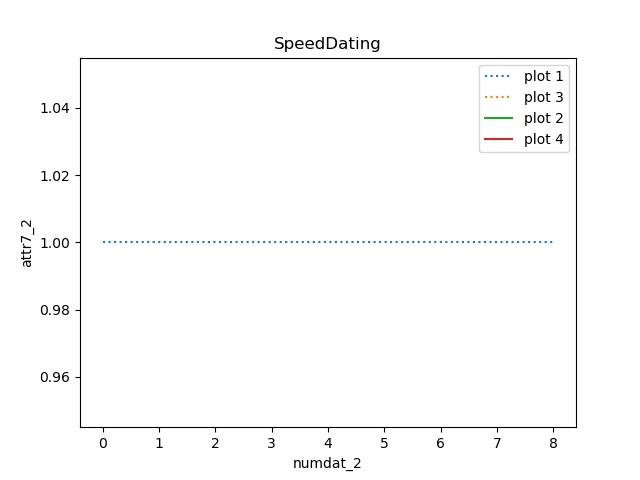 SpeedDating
plot 1
plot 3
plot 2
plot 4
1.04
1.02
1.00
0.98
0.96
attr7_2
0 1 2 3 4 5 6 7 8
numdat_2